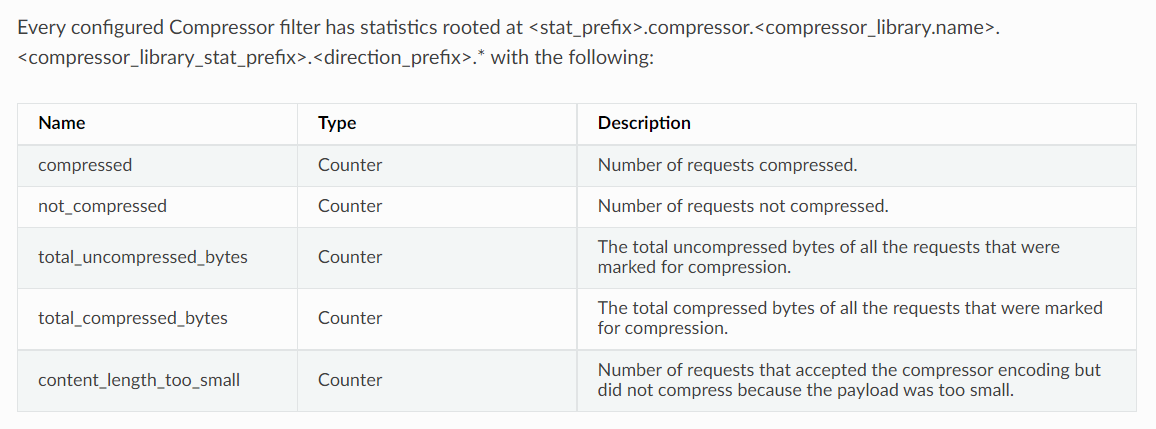 Every configured Compressor filter has statistics rooted at <stat_prefix>.compressor.<compressor_library.name>.
<compressor_library_stat_prefix>.<direction_prefix>.* with the following:
Name Type Description
compressed Counter Number of requests compressed.
not_compressed Counter Number of requests not compressed.
total_uncompressed_bytes Counter The total uncompressed bytes of all the requests that were
marked for compression.
total_compressed_bytes Counter The total compressed bytes of all the requests that were marked
for compression.
content_length_too_small Counter Number of requests that accepted the compressor encoding but
did not compress because the payload was too small.